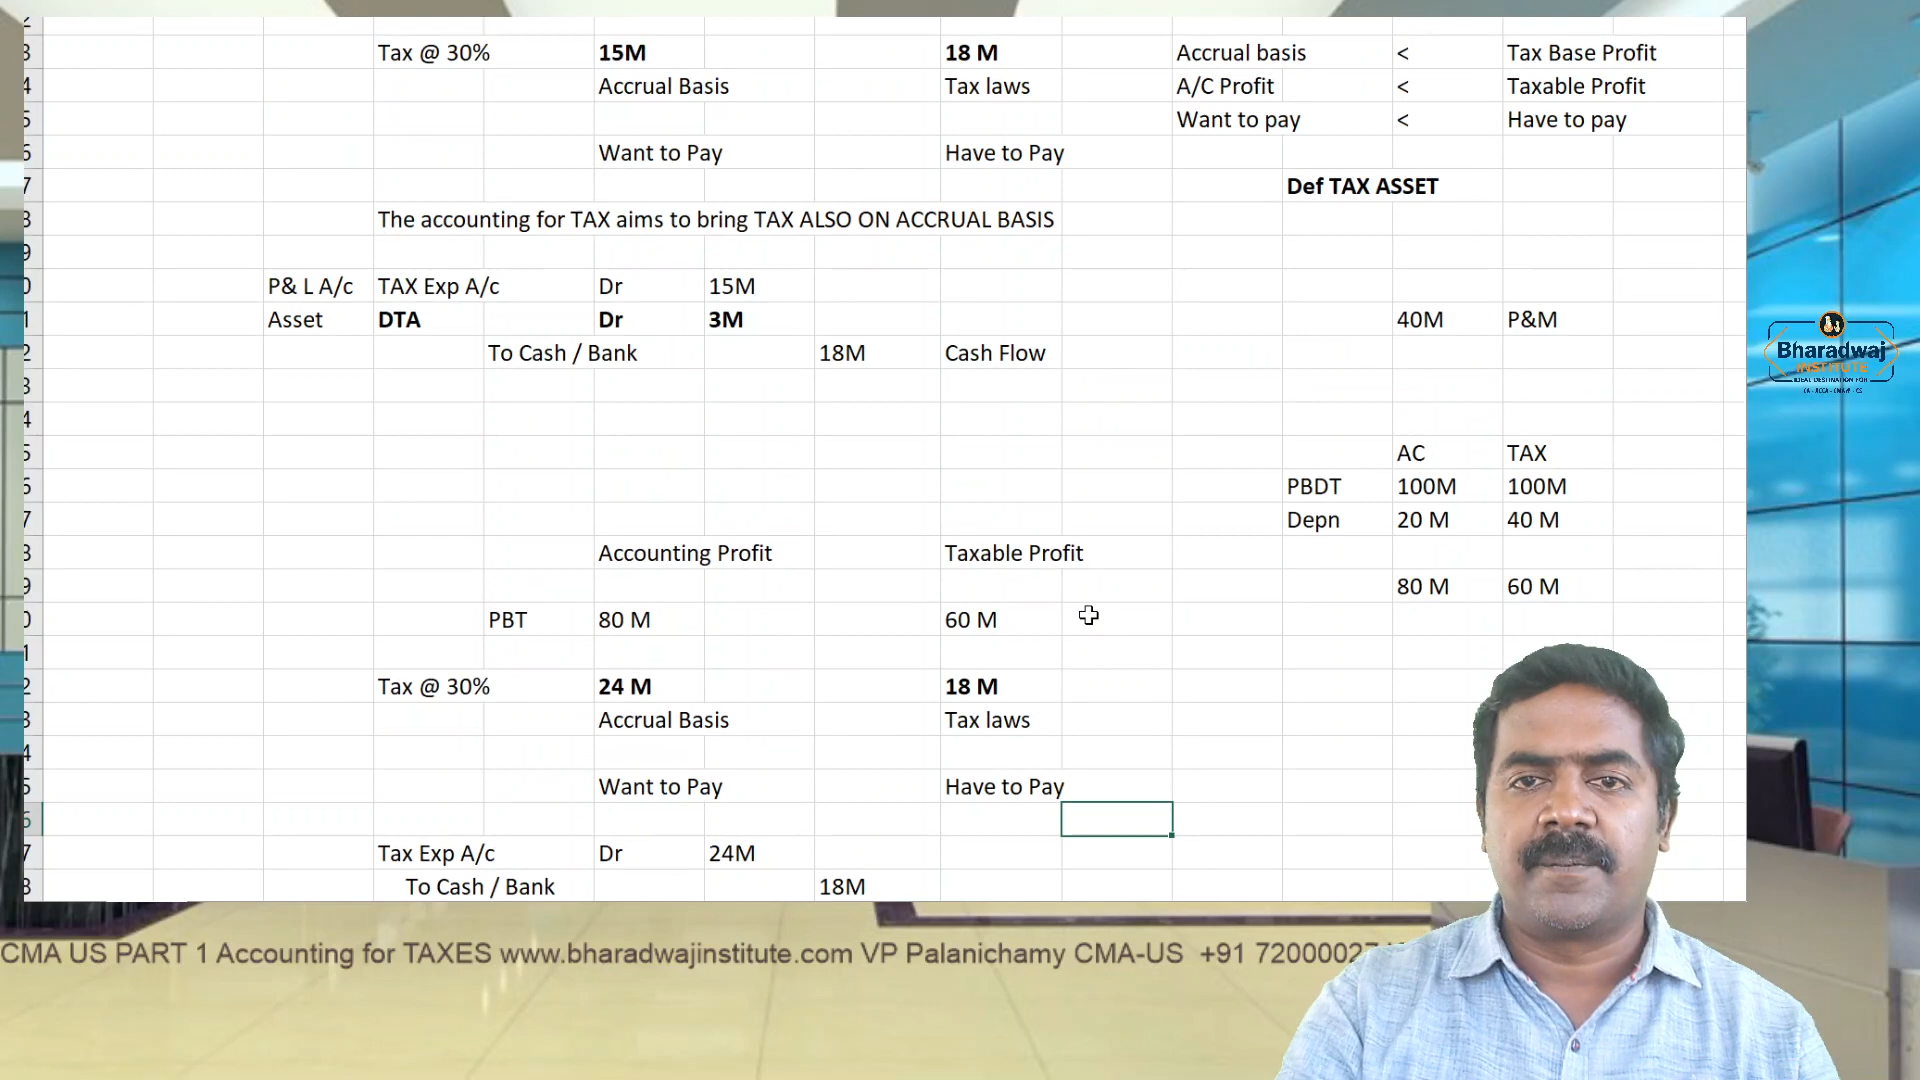 Tax @ 30% 15M 18 M Accrual basis < Tax Base Profit
Accrual Basis Tax laws A/C Profit < Taxable Profit
Want to pay < Have to pay
Want to Pay Have to Pay
Def TAX ASSET
The accounting for TAX aims to bring TAX ALSO ON ACCRUAL BASIS
P& L A/c TAX Exp A/c Dr 15M
Asset DTA Dr 3M 40M P&M
To Cash / Bank 18M Cash Flow
AC TAX
PBDT 100M 100M
Depn 20 M 40 M
Accounting Profit Taxable Profit
80 M 60 M
PBT 80 M 60 M
Tax @ 30% 24 M 18 M
Accrual Basis Tax laws
Want to Pay Have to Pay
Tax Exp A/c Dr 24M
To Cash / Bank 18M
Bharadwaj
INSTITUTE
IDEAL DESTINATION FOR
CMA US PART 1 Accounting for TAXES www.bharadwajinstitute.com VP Palanichamy CMA-US +91 7200002